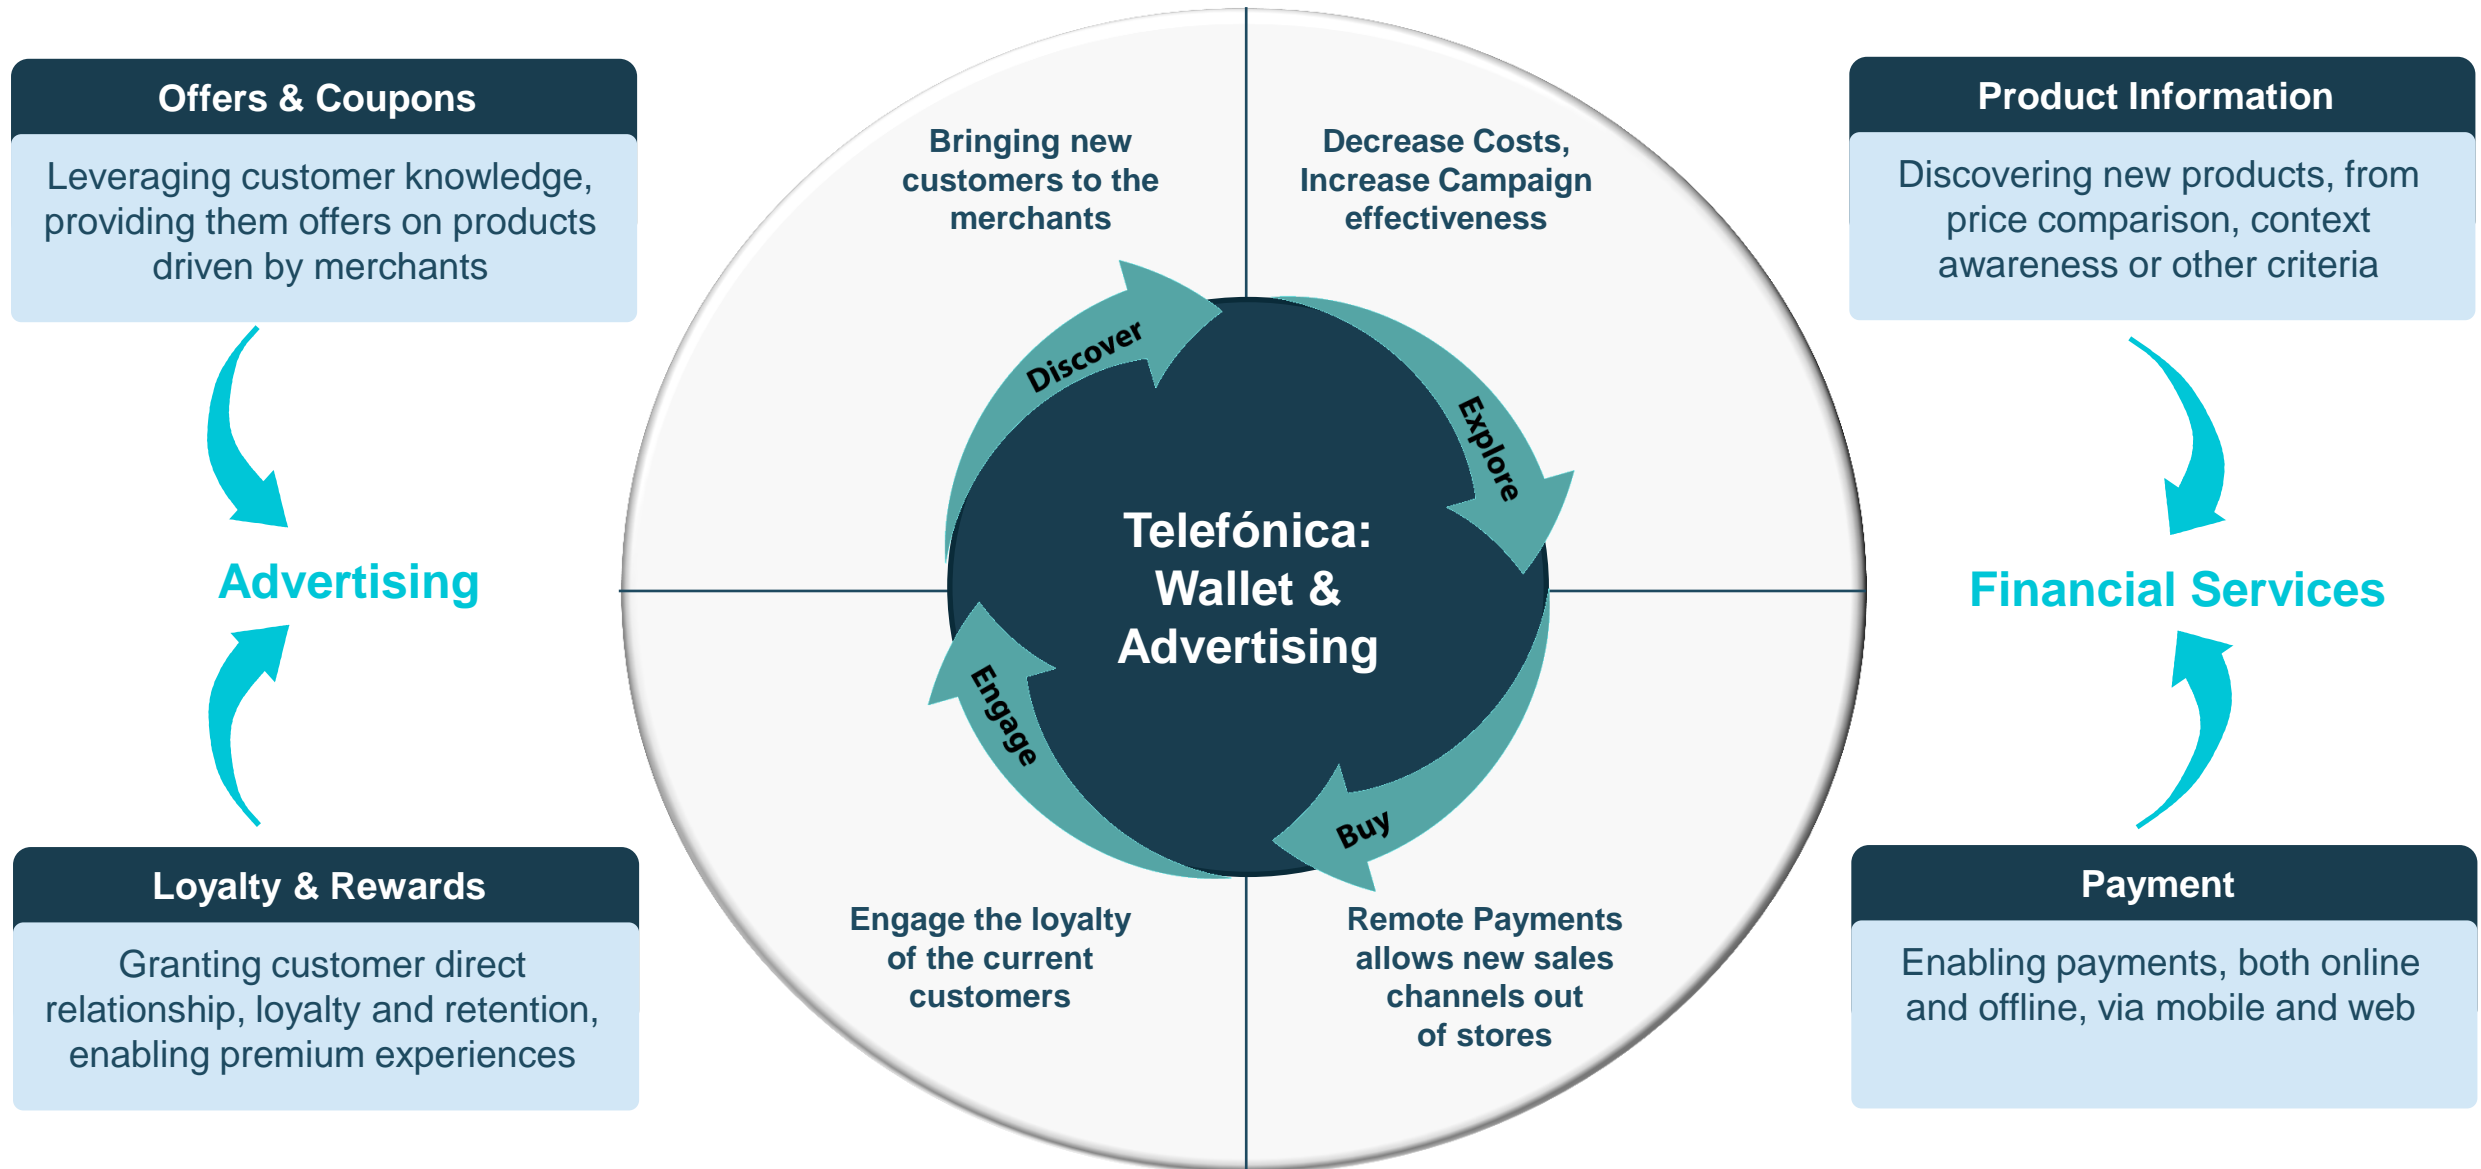 Offers & Coupons
Leveraging customer knowledge,
providing them offers on products
driven by merchants
Advertising
Loyalty & Rewards
Granting customer direct
relationship, loyalty and retention,
enabling premium experiences
Bringing new
customers to the
merchants
Decrease Costs,
Increase Campaign
effectiveness
Discover
Explore
Telefónica:
Wallet &
Advertising
Engage
Buy
Engage the loyalty
of the current
customers
Remote Payments
allows new sales
channels out
of stores
Product Information
Discovering new products, from
price comparison, context
awareness or other criteria
Financial Services
Payment
Enabling payments, both online
and offline, via mobile and web